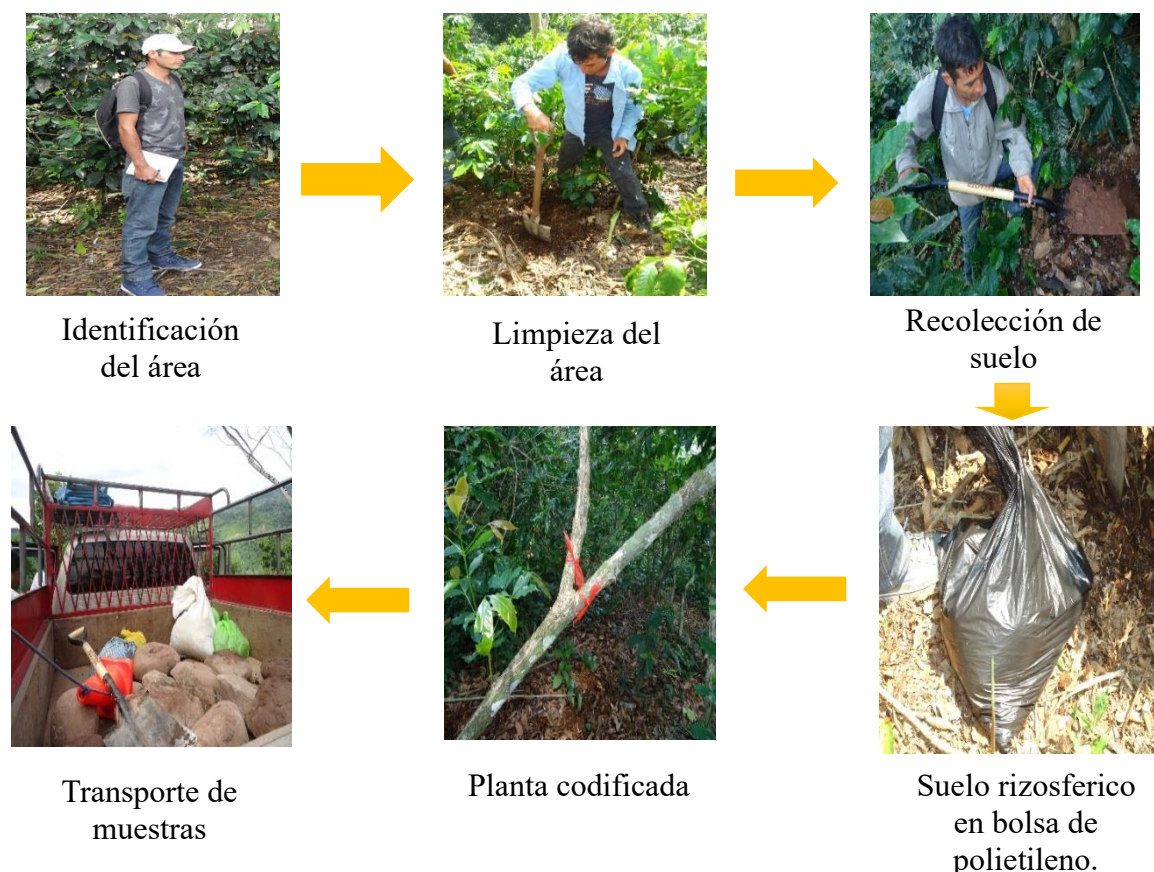 Identificación
del área
Limpieza del
área
Recolección de
suelo
Suelo rizosferico
en bolsa de
polietileno.
Planta codificada
Transporte de
muestras